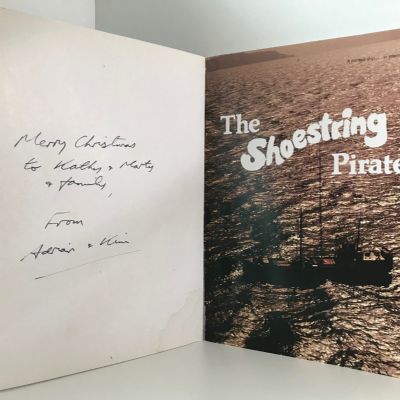 Merry Christmas
to Kathy & Marty
& family,
From
Adrian & Kim
The
Shoestring
Pirate